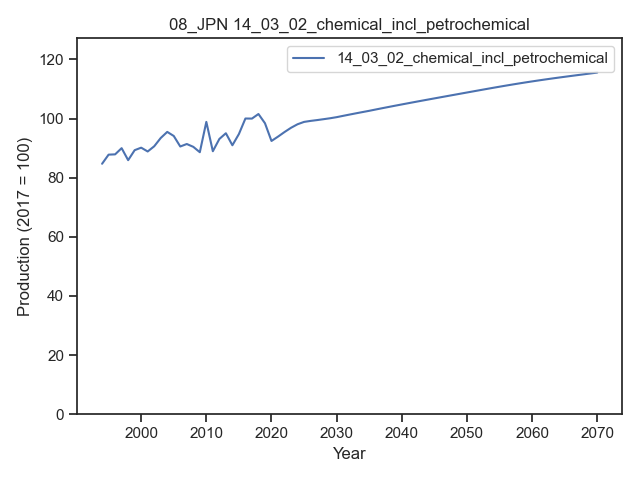 08_JPN 14_03_02_chemical_incl_petrochemical
14_03_02_chemical_incl_petrochemical
120
100
80
60
40
20
0
Production (2017 = 100)
2000 2010 2020 2030 2040 2050 2060 2070
Year